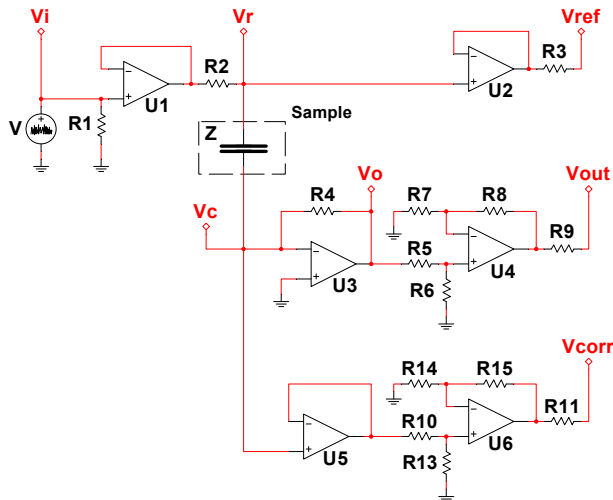 Vi Vr Vref
R2 R3
U1 U2
V R1 Sample
Z
R4 Vo R7 R8 Vout
Vc
R5 R9
U3 U4
R6
Vcorr
R14 R15
R10 R11
U5 U6
R13